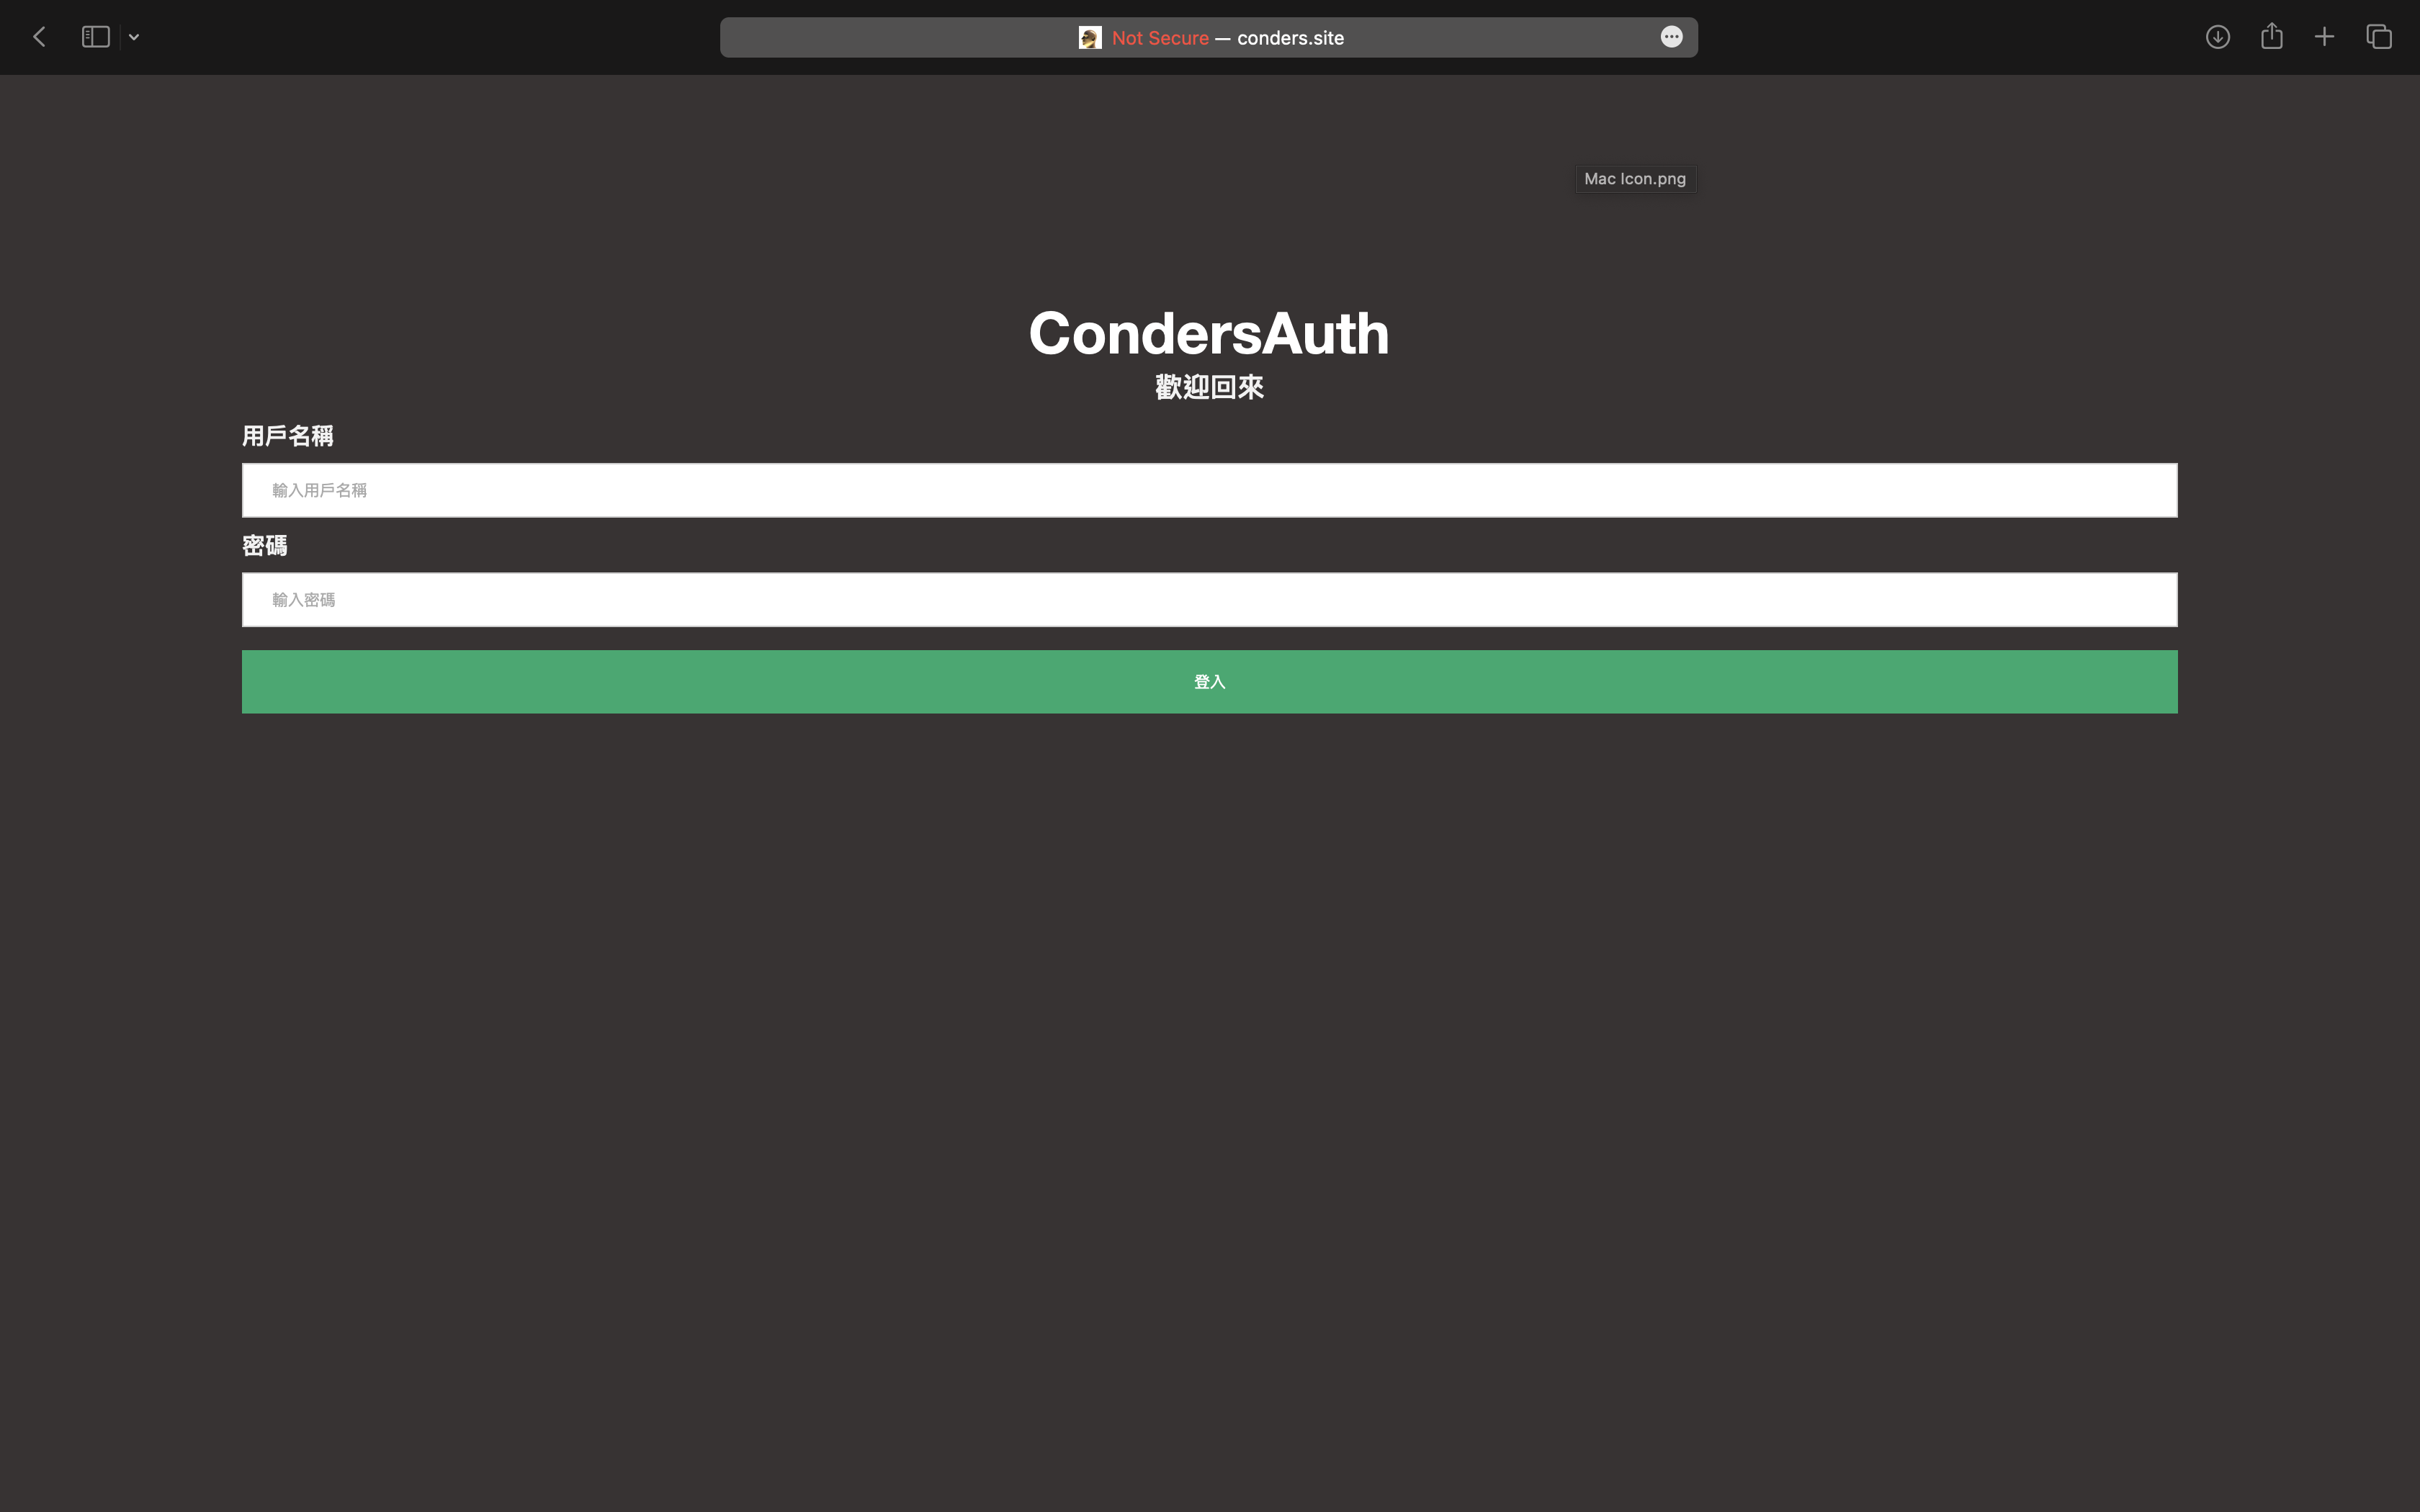 Not Secure — conders.site
Mac Icon.png
CondersAuth
歡迎回來
用戶名稱
輸入用戶名稱
密碼
輸入密碼
登入